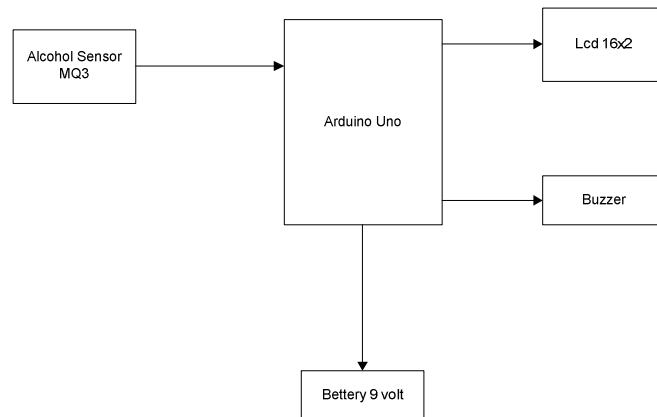 Alcohol Sensor
MQ3
Arduino Uno
Lcd 16x2
Buzzer
Bettery 9 volt